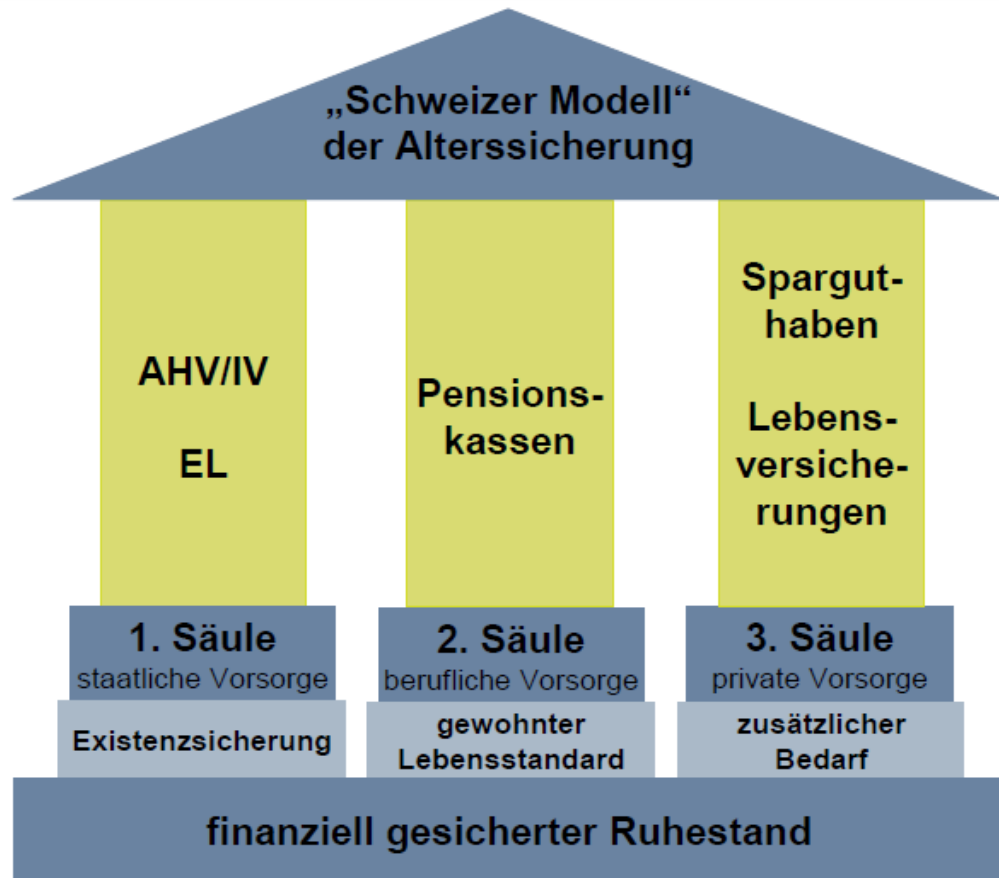 „Schweizer Modell“
der Alterssicherung
AHV/IV
EL
Pensions-
kassen
Spargut-
haben
Lebens-
versiche-
rungen
1. Säule
staatliche Vorsorge
Existenzsicherung
2. Säule
berufliche Vorsorge
gewohnter
Lebensstandard
3. Säule
private Vorsorge
zusätzlicher
Bedarf
finanziell gesicherter Ruhestand